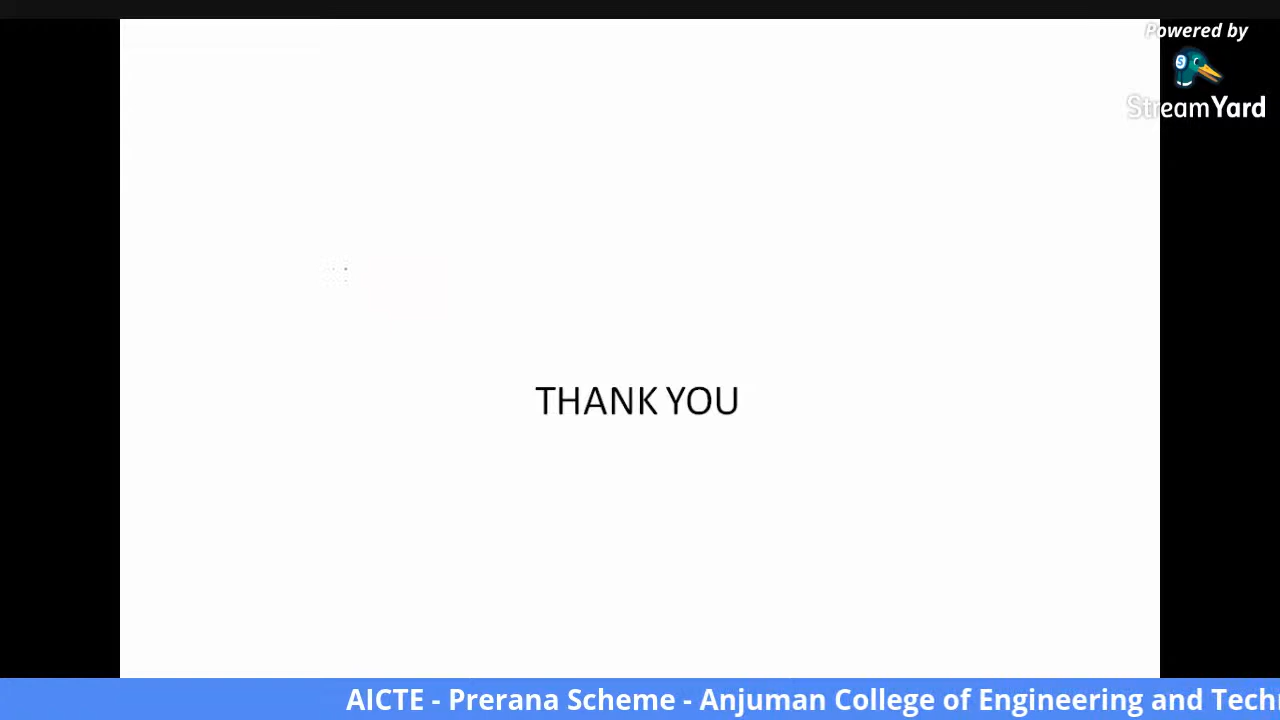 Powered by
StreamYard
THANK YOU
AICTE - Prerana Scheme - Anjuman College of Engineering and Tech